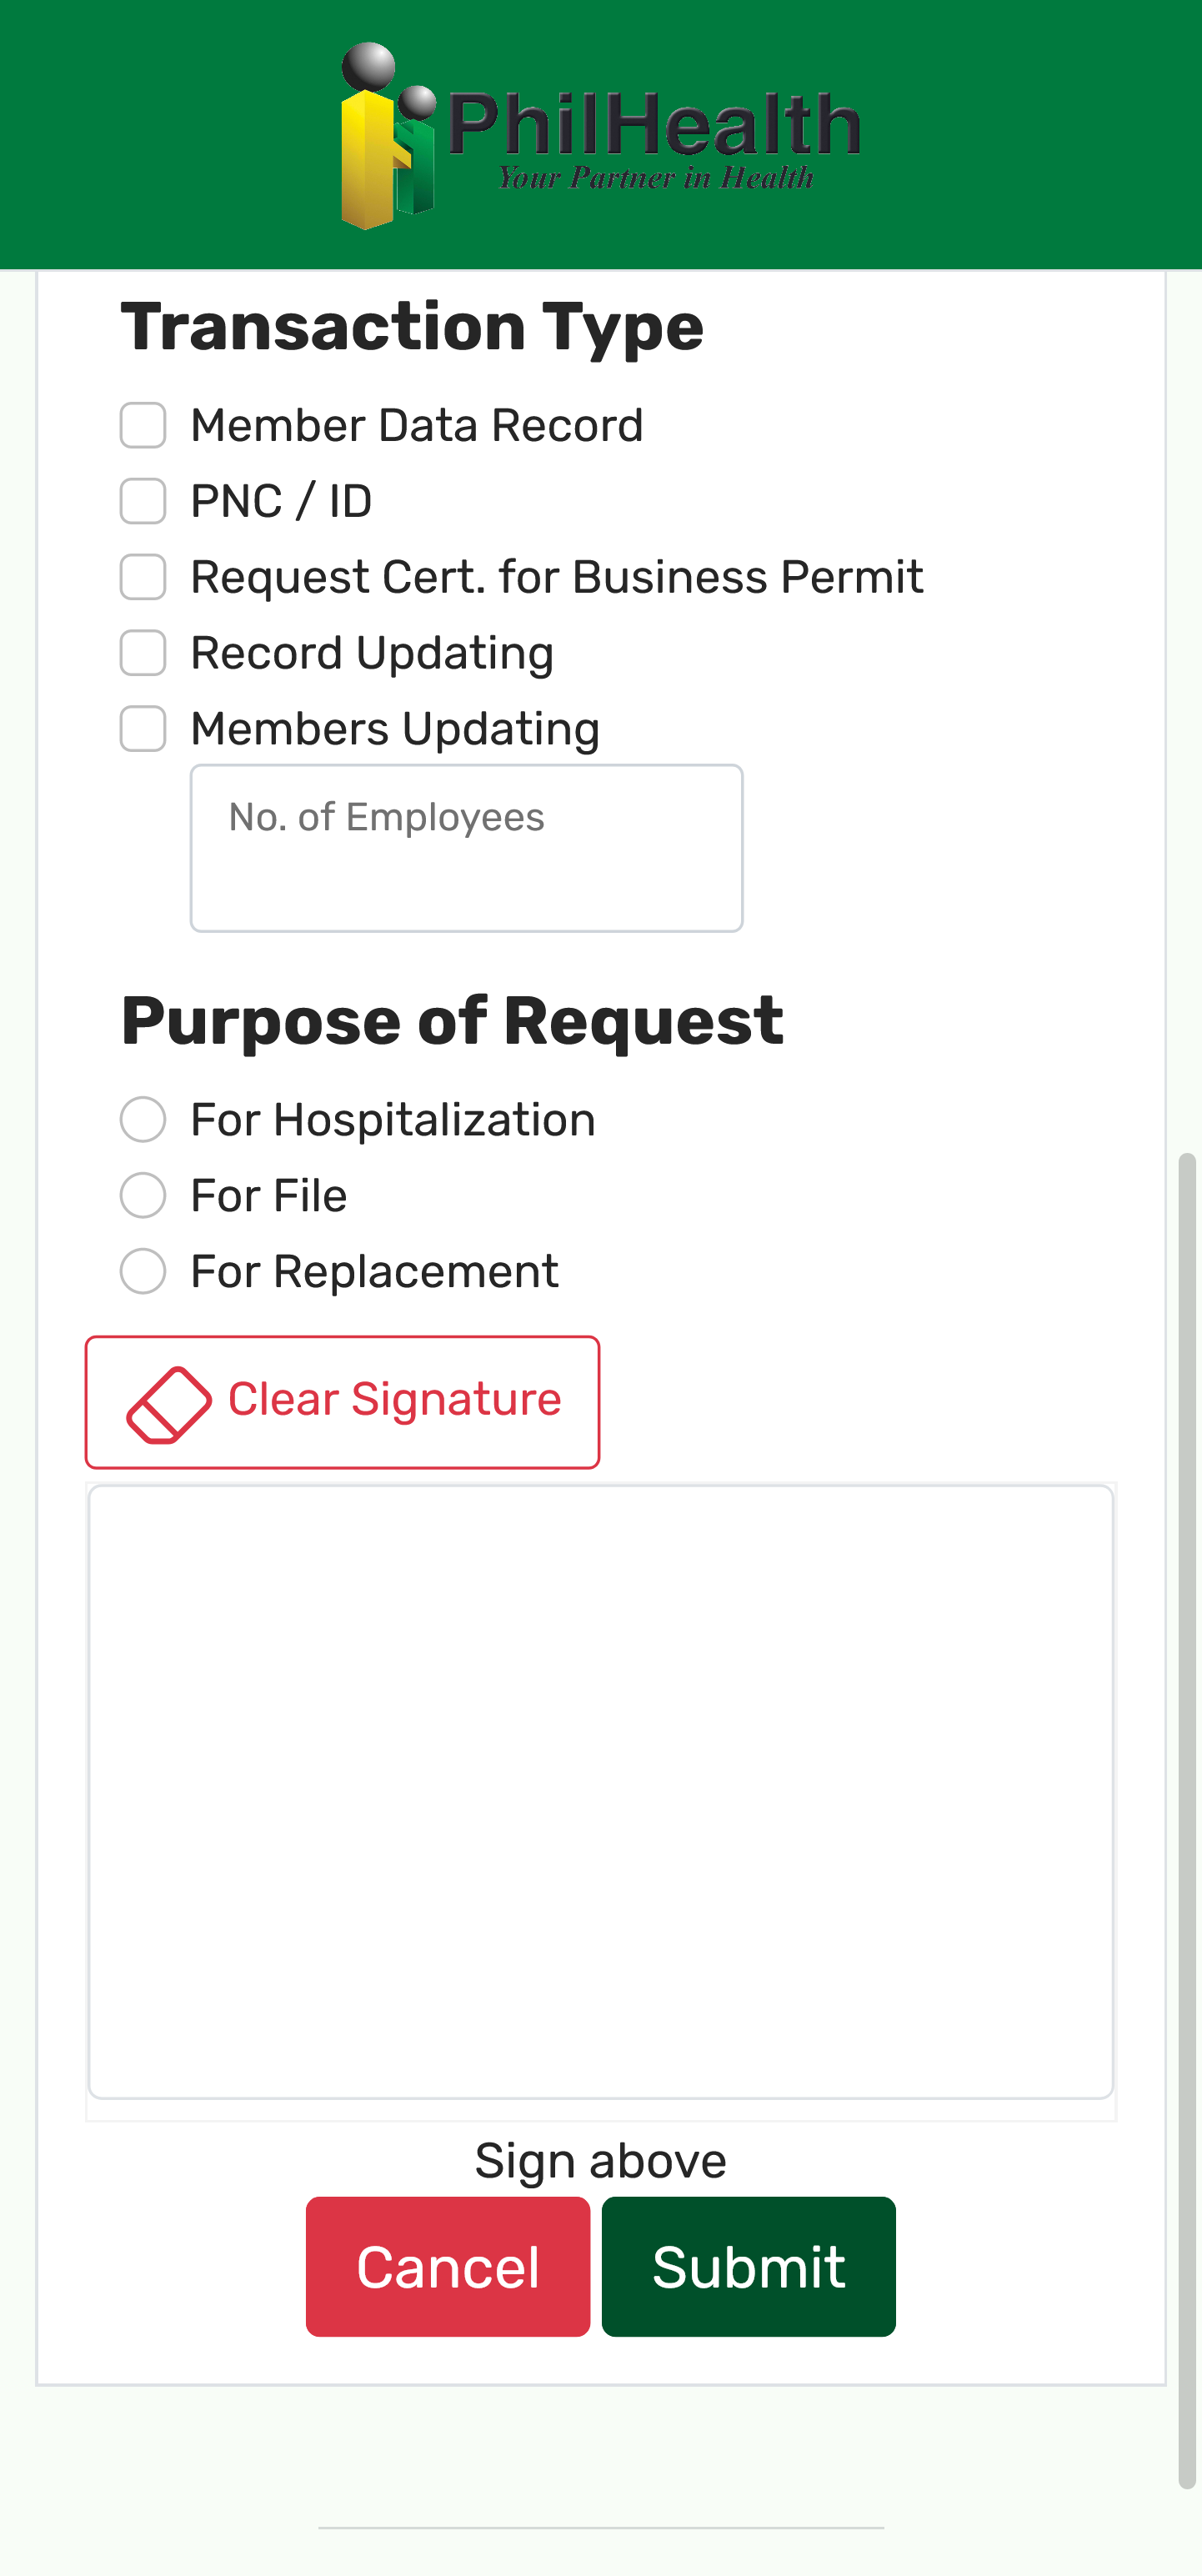 PhilHealth
Your Partner in Health
Transaction Type
Member Data Record
PNC / ID
Request Cert. for Business Permit
Record Updating
Members Updating
No. of Employees
Purpose of Request
For Hospitalization
For File
For Replacement
Clear Signature
Sign above
Cancel
Submit